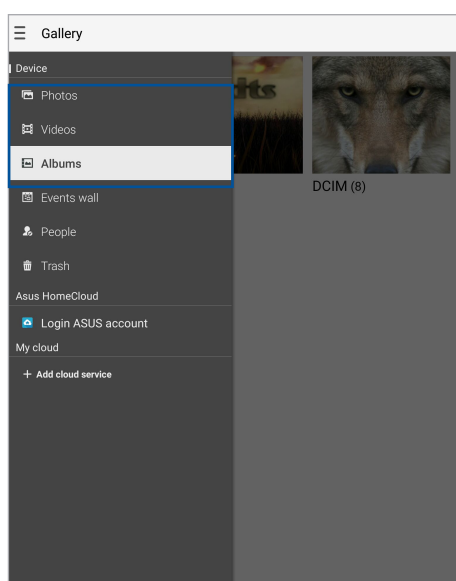 Gallery
Device
Photos
Videos
Albums
DCIM (8)
Events wall
People
Trash
Asus HomeCloud
Login ASUS account
My cloud
+ Add cloud service